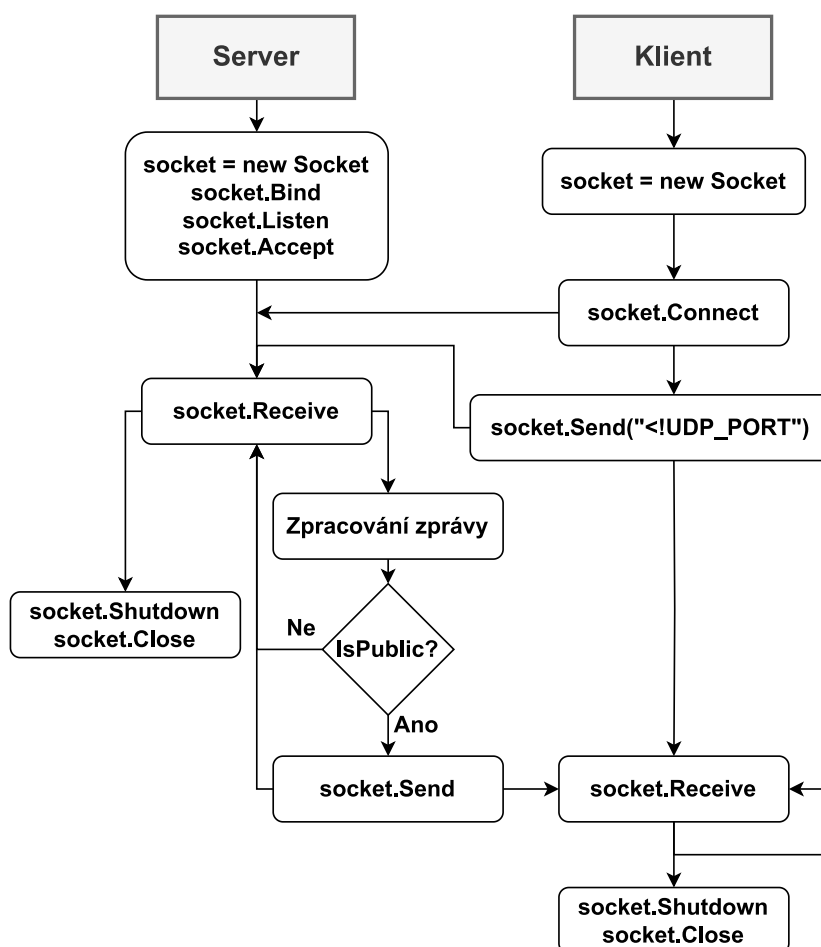 Server
Klient
socket = new Socket
socket.Bind
socket.Listen
socket.Accept
socket = new Socket
socket.Connect
socket.Receive
socket.Send("<!UDP_PORT")
Zpracování zprávy
socket.Shutdown
socket.Close
Ne
IsPublic?
Ano
socket.Send
socket.Receive
socket.Shutdown
socket.Close